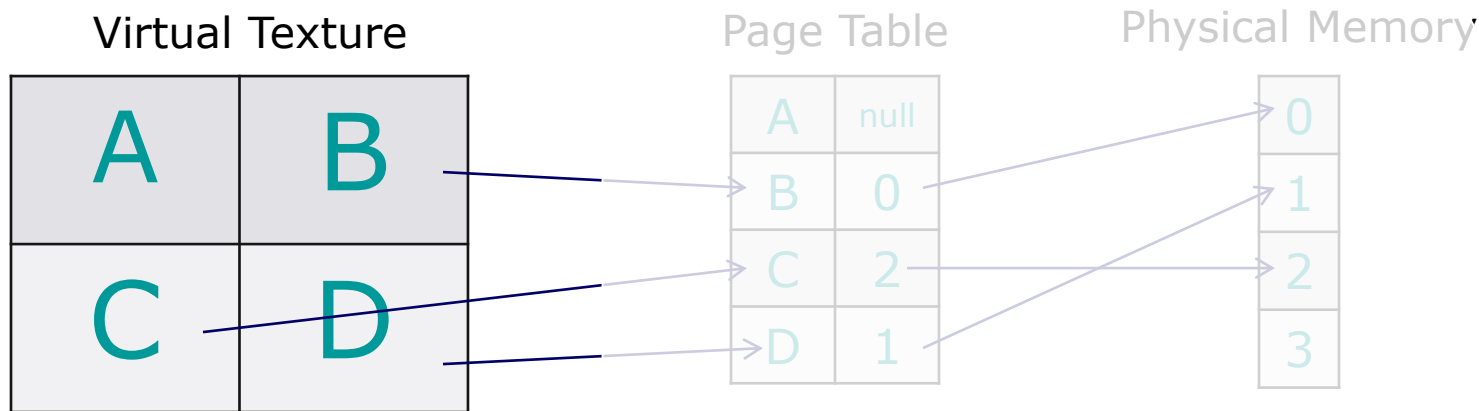 Virtual Texture
Page Table
Physical Memory
A B
C D
A null
B 0
C 2
D 1
0
1
2
3